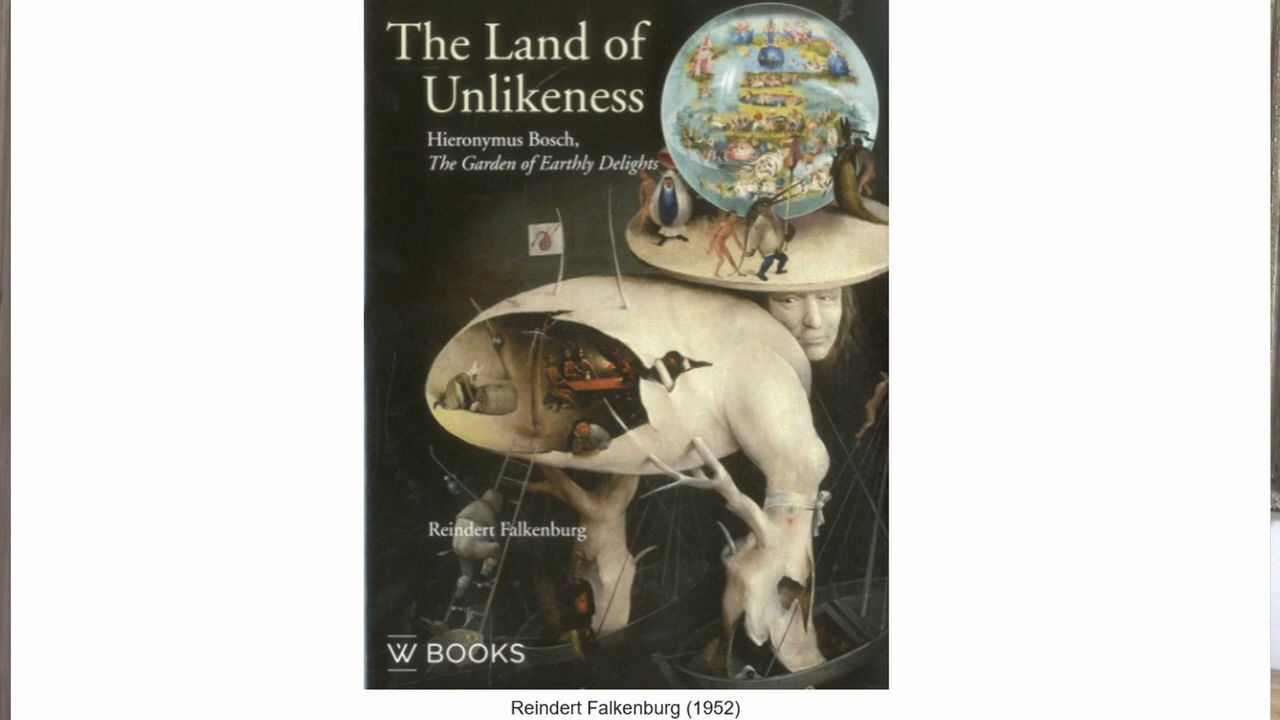 The Land of
Unlikeness
Hieronymus Bosch,
The Garden of Earthly Delights
Reindert Falkenburg
W BOOKS
Reindert Falkenburg (1952)